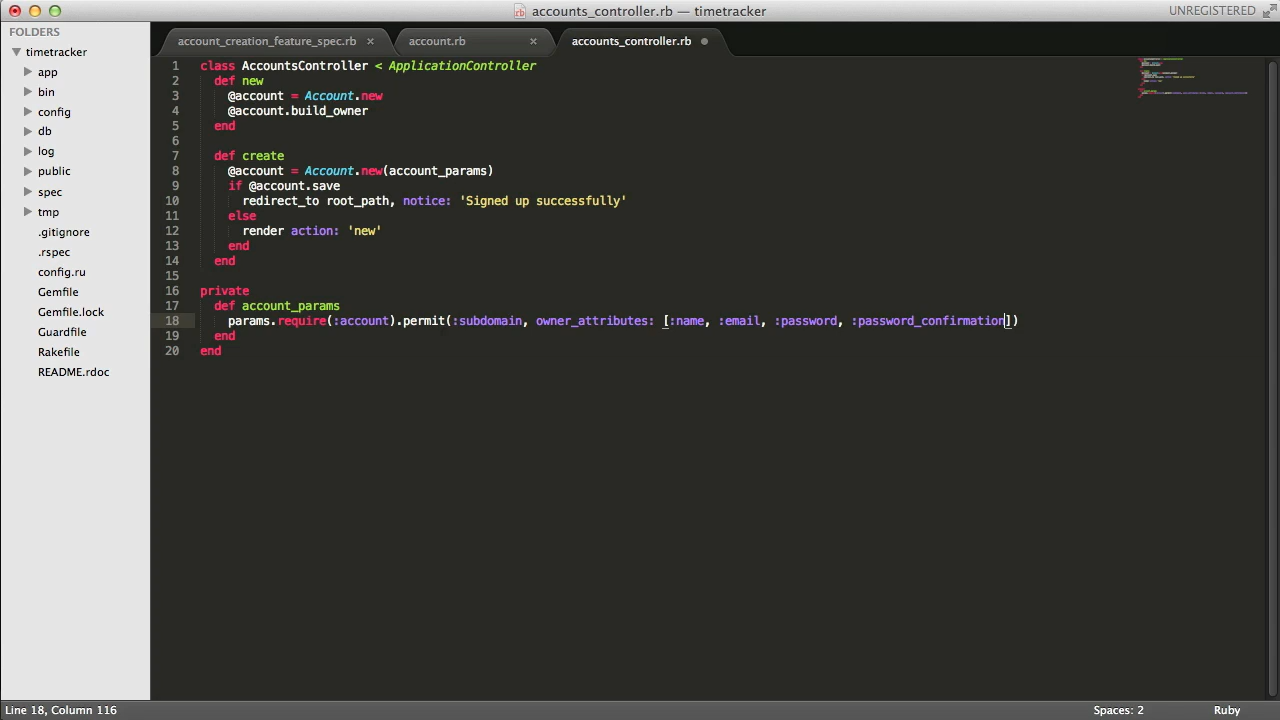 accounts_controller.rb — timetracker
UNREGISTERED
FOLDERS
timetracker
app
bin
config
db
log
public
spec
tmp
.gitignore
.rspec
config.ru
Gemfile
Gemfile.lock
Guardfile
Rakefile
README.rdoc
account_creation_feature_spec.rb × account.rb × accounts_controller.rb
1 class AccountsController < ApplicationController
2 def new
3 @account = Account.new
4 @account.build_owner
5 end
6
7 def create
8 @account = Account.new(account_params)
9 if @account.save
10 redirect_to root_path, notice: 'Signed up successfully'
11 else
12 render action: 'new'
13 end
14 end
15
16 private
17 def account_params
18 params.require(:account).permit(:subdomain, owner_attributes: [:name, :email, :password, :password_confirmation])
19 end
20 end
Line 18, Column 116
Spaces: 2
Ruby